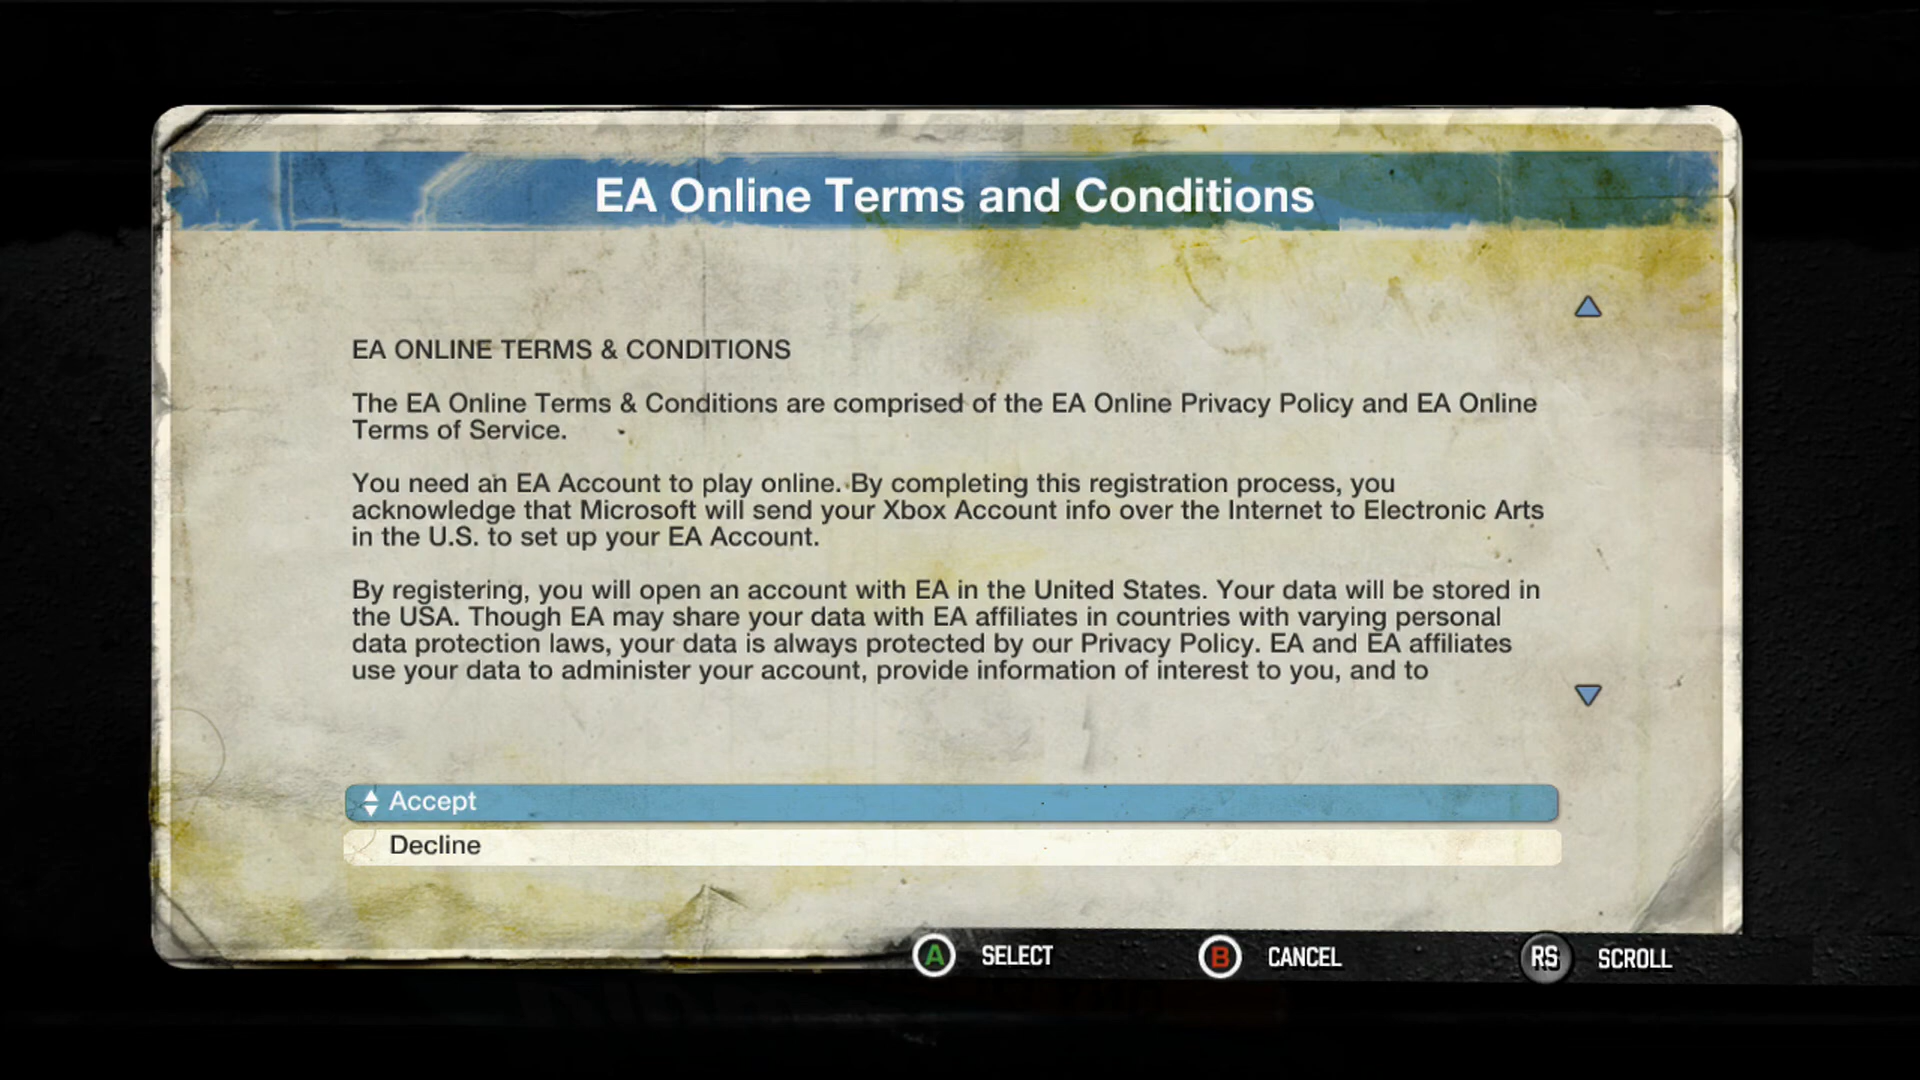 EA Online Terms and Conditions
EA ONLINE TERMS & CONDITIONS
The EA Online Terms & Conditions are comprised of the EA Online Privacy Policy and EA Online
Terms of Service.
You need an EA Account to play online. By completing this registration process, you
acknowledge that Microsoft will send your Xbox Account info over the Internet to Electronic Arts
in the U.S. to set up your EA Account.
By registering, you will open an account with EA in the United States. Your data will be stored in
the USA. Though EA may share your data with EA affiliates in countries with varying personal
data protection laws, your data is always protected by our Privacy Policy. EA and EA affiliates
use your data to administer your account, provide information of interest to you, and to
Accept
Decline
A SELECT B CANCEL RS SCROLL